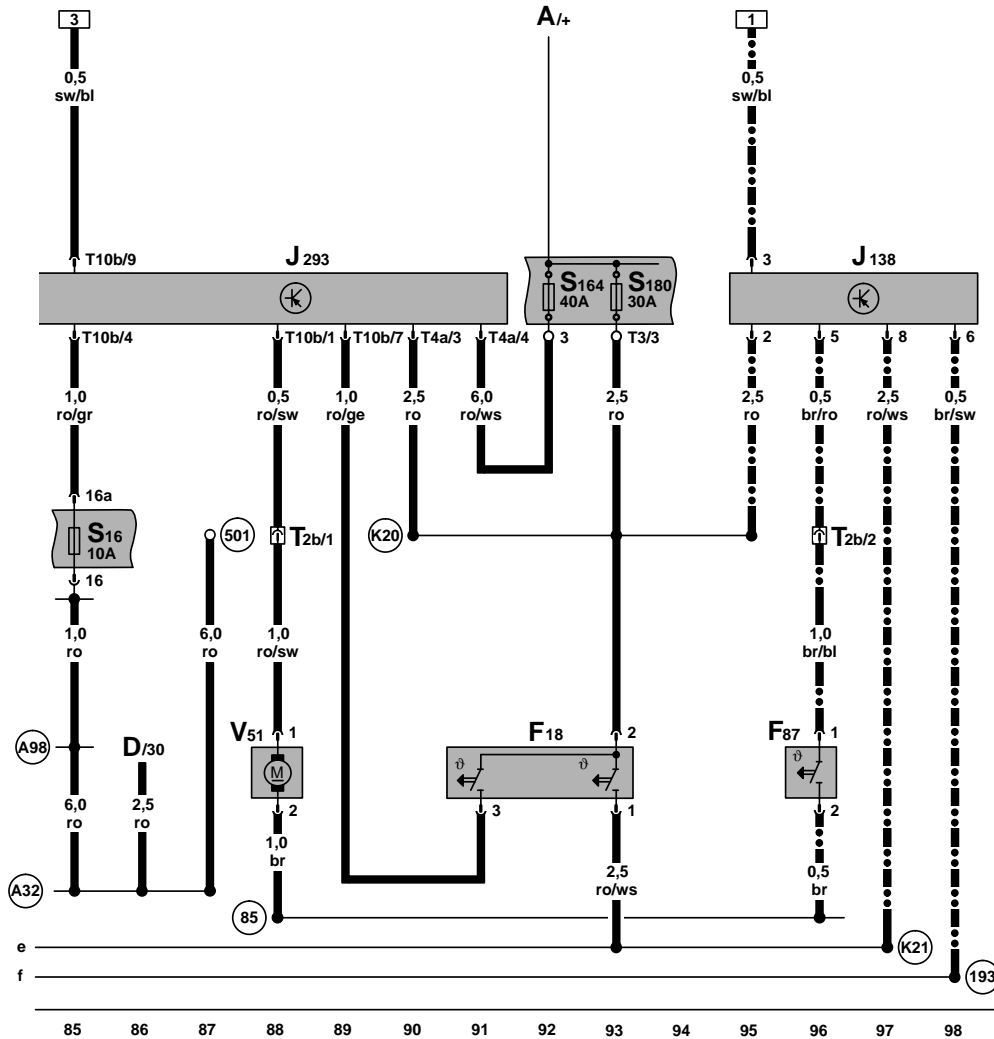 3
A/+
1
0,5
sw/bl
0,5
sw/bl
T10b/9
J293
S164
40A
S180
30A
3
J138
T10b/4
T10b/1
T10b/7
T4a/3
T4a/4
3
T3/3
2
5
8
6
1,0
ro/gr
0,5
ro/sw
1,0
ro/ge
2,5
ro
6,0
ro/ws
2,5
ro
2,5
ro
0,5
br/ro
2,5
ro/ws
0,5
br/sw
16a
S16
10A
501
T2b/1
K20
T2b/2
16
1,0
ro
6,0
ro
1,0
ro/sw
1,0
br/bl
A98
D/30
V51
1
F18
2
F87
1
ϑ
ϑ
ϑ
M
6,0
ro
2,5
ro
2
3
1
2
1,0
br
2,5
ro/ws
0,5
br
A32
85
e
K21
f
193
85 86 87 88 89 90 91 92 93 94 95 96 97 98